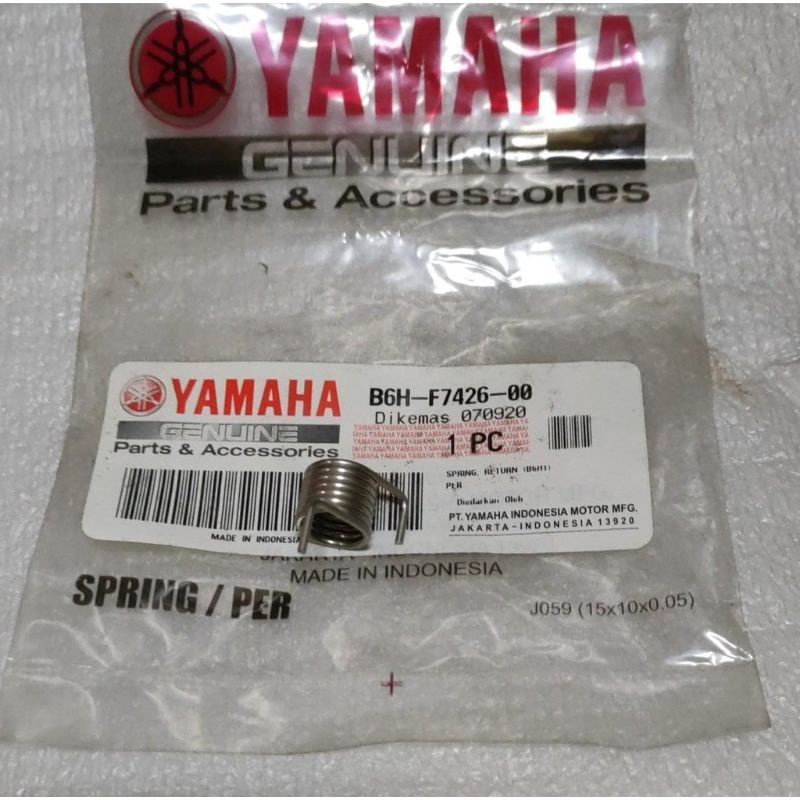 YAMAHA
GENUINE
Parts & Accessories
YAMAHA
GENUINE
Parts & Accessories
B6H-F7426-00
Dikemas 070920
1 PC
SPRING, RETURN (B6H1)
PER
Diedarkan Oleh
PT. YAMAHA INDONESIA MOTOR MFG.
JAKARTA-INDONESIA 13920
MADE IN INDONESIA
MADE IN INDONESIA
SPRING / PER
J059 (15x10x0.05)